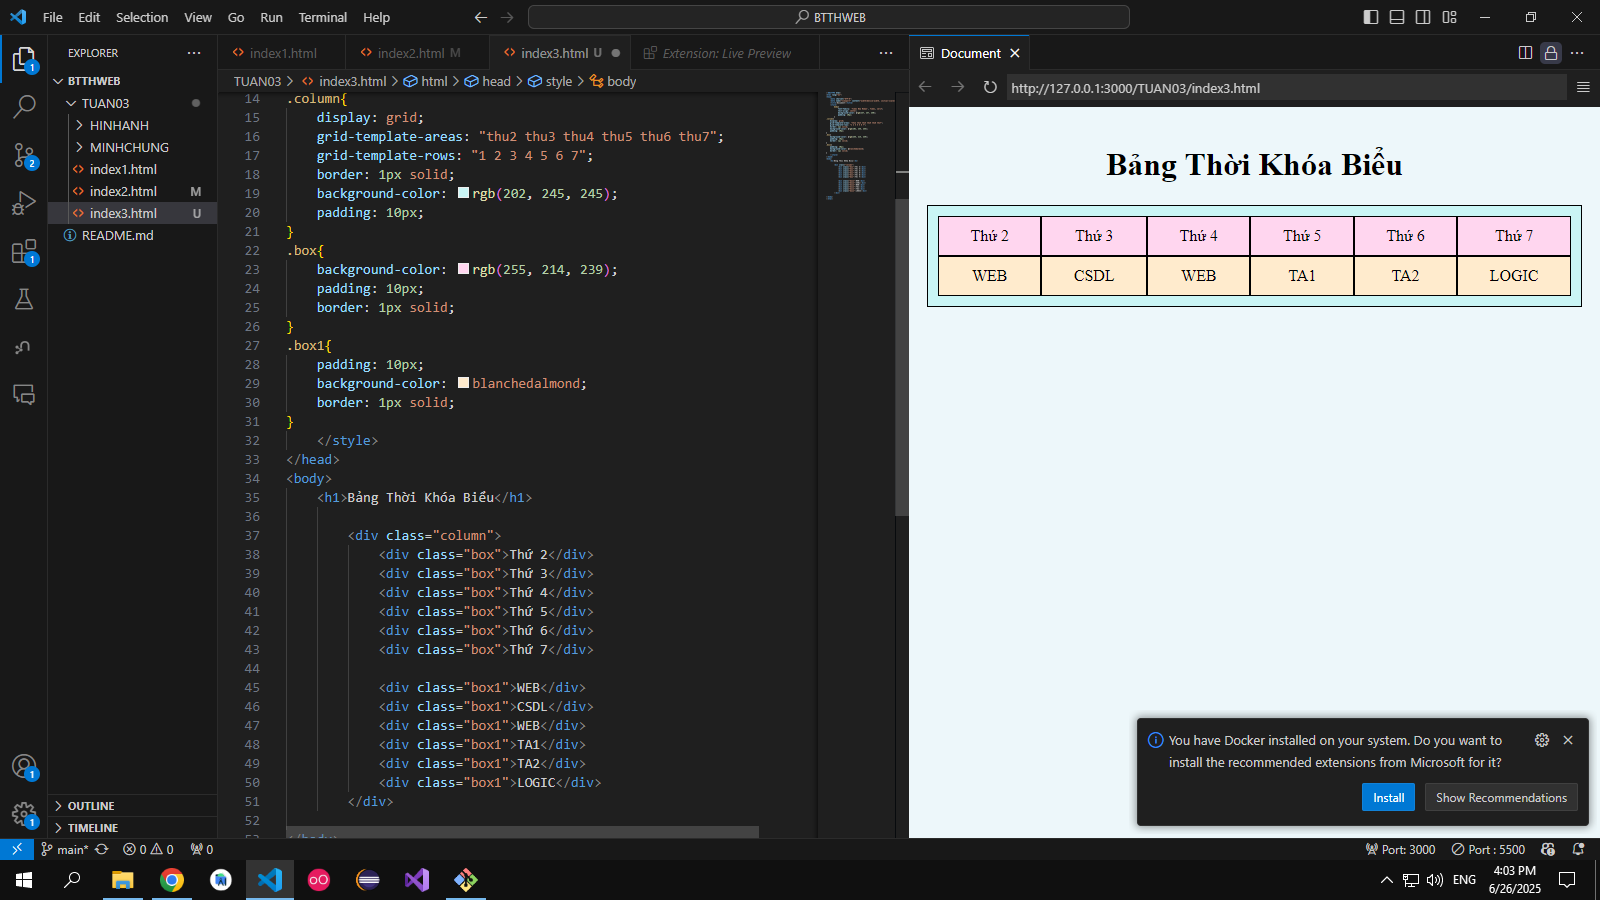 File Edit Selection View Go Run Terminal Help
BTTHWEB
EXPLORER
BTTHWEB
TUAN03
HINHANH
MINHCHUNG
index1.html
index2.html M
index3.html U
README.md
OUTLINE
TIMELINE
index1.html
index2.html M
index3.html U
Extension: Live Preview
TUAN03 > index3.html > html > head > style > body
14 .column{
15 display: grid;
16 grid-template-areas: "thu2 thu3 thu4 thu5 thu6 thu7";
17 grid-template-rows: "1 2 3 4 5 6 7";
18 border: 1px solid;
19 background-color: rgb(202, 245, 245);
20 padding: 10px;
21 }
22 .box{
23 background-color: rgb(255, 214, 239);
24 padding: 10px;
25 border: 1px solid;
26 }
27 .box1{
28 padding: 10px;
29 background-color: blanchedalmond;
30 border: 1px solid;
31 }
32 </style>
33 </head>
34 <body>
35 <h1>Bảng Thời Khóa Biểu</h1>
36
37 <div class="column">
38 <div class="box">Thứ 2</div>
39 <div class="box">Thứ 3</div>
40 <div class="box">Thứ 4</div>
41 <div class="box">Thứ 5</div>
42 <div class="box">Thứ 6</div>
43 <div class="box">Thứ 7</div>
44
45 <div class="box1">WEB</div>
46 <div class="box1">CSDL</div>
47 <div class="box1">WEB</div>
48 <div class="box1">TA1</div>
49 <div class="box1">TA2</div>
50 <div class="box1">LOGIC</div>
51 </div>
52
53 </body>
Document
http://127.0.0.1:3000/TUAN03/index3.html
Bảng Thời Khóa Biểu
Thứ 2 Thứ 3 Thứ 4 Thứ 5 Thứ 6 Thứ 7
WEB CSDL WEB TA1 TA2 LOGIC
You have Docker installed on your system. Do you want to
install the recommended extensions from Microsoft for it?
Install Show Recommendations
main* 0 0 0
Port: 3000 Port : 5500
ENG
4:03 PM
6/26/2025